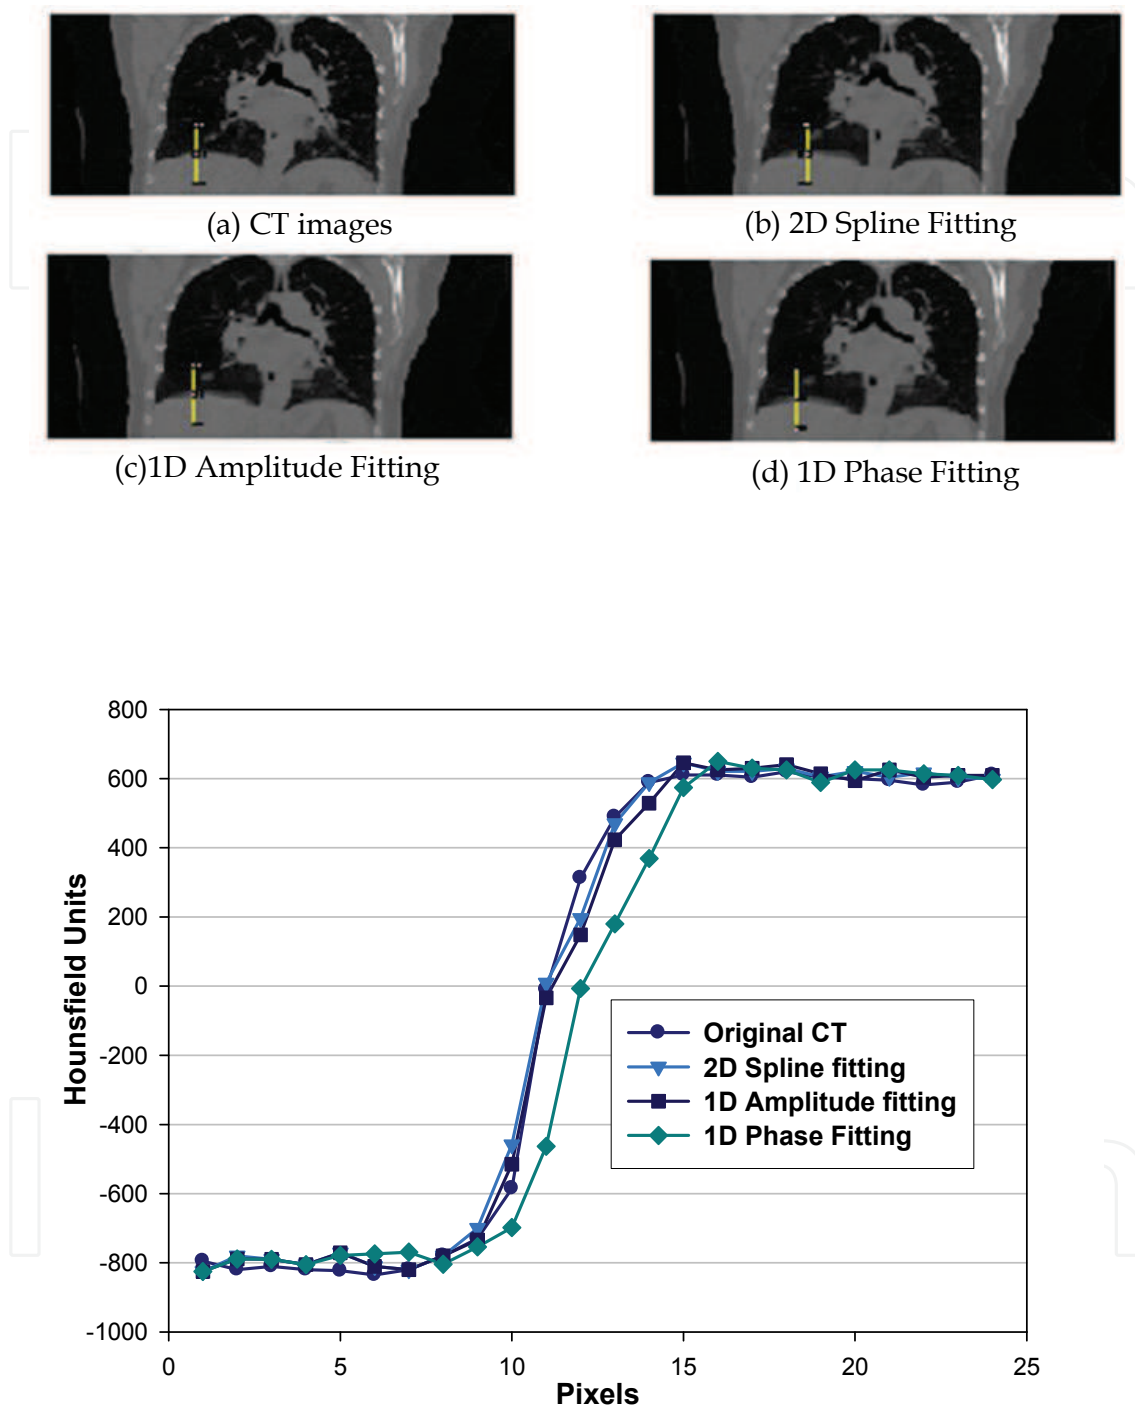 (a) CT images
(b) 2D Spline Fitting
(c)1D Amplitude Fitting
(d) 1D Phase Fitting
800
600
400
200
0
-200
-400
-600
-800
-1000
Hounsfield Units
Original CT
2D Spline fitting
1D Amplitude fitting
1D Phase Fitting
0 5 10 15 20 25
Pixels